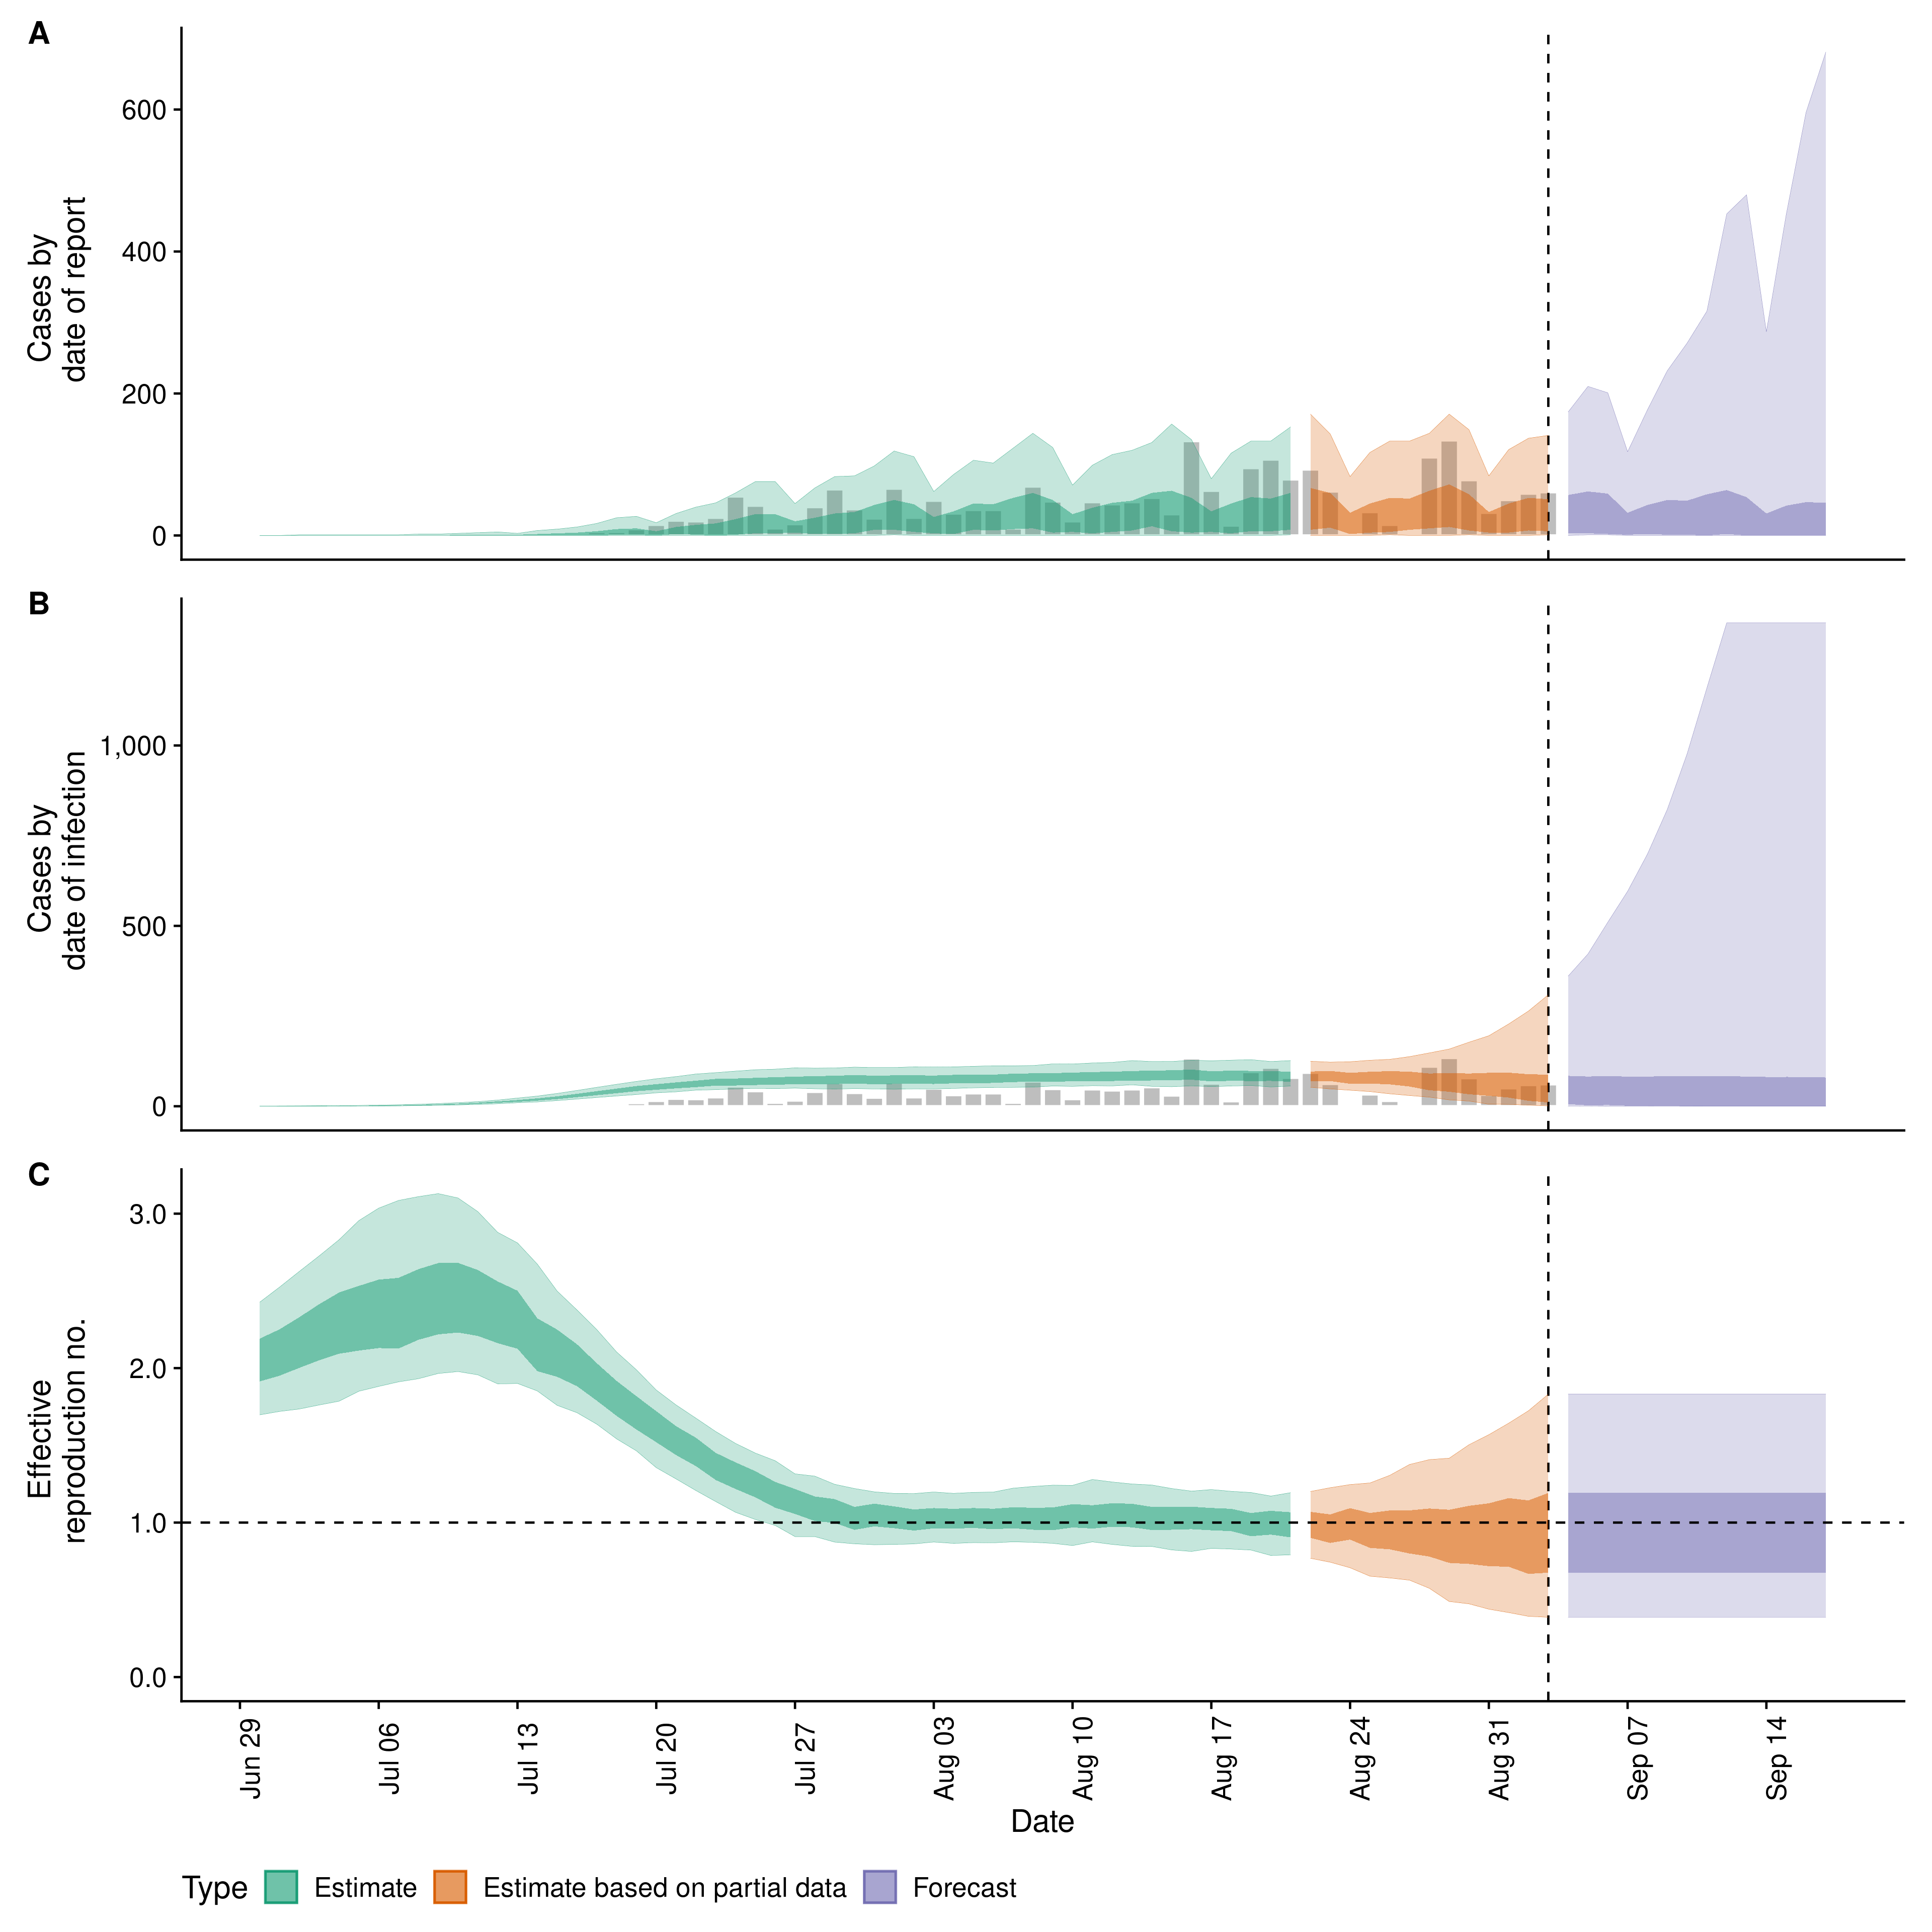 A
Cases by
date of report
600
400
200
0
B
Cases by
date of infection
1,000
500
0
C
Effective
reproduction no.
3.0
2.0
1.0
0.0
Jun 29
Jul 06
Jul 13
Jul 20
Jul 27
Aug 03
Aug 10
Aug 17
Aug 24
Aug 31
Sep 07
Sep 14
Date
Type Estimate Estimate based on partial data Forecast